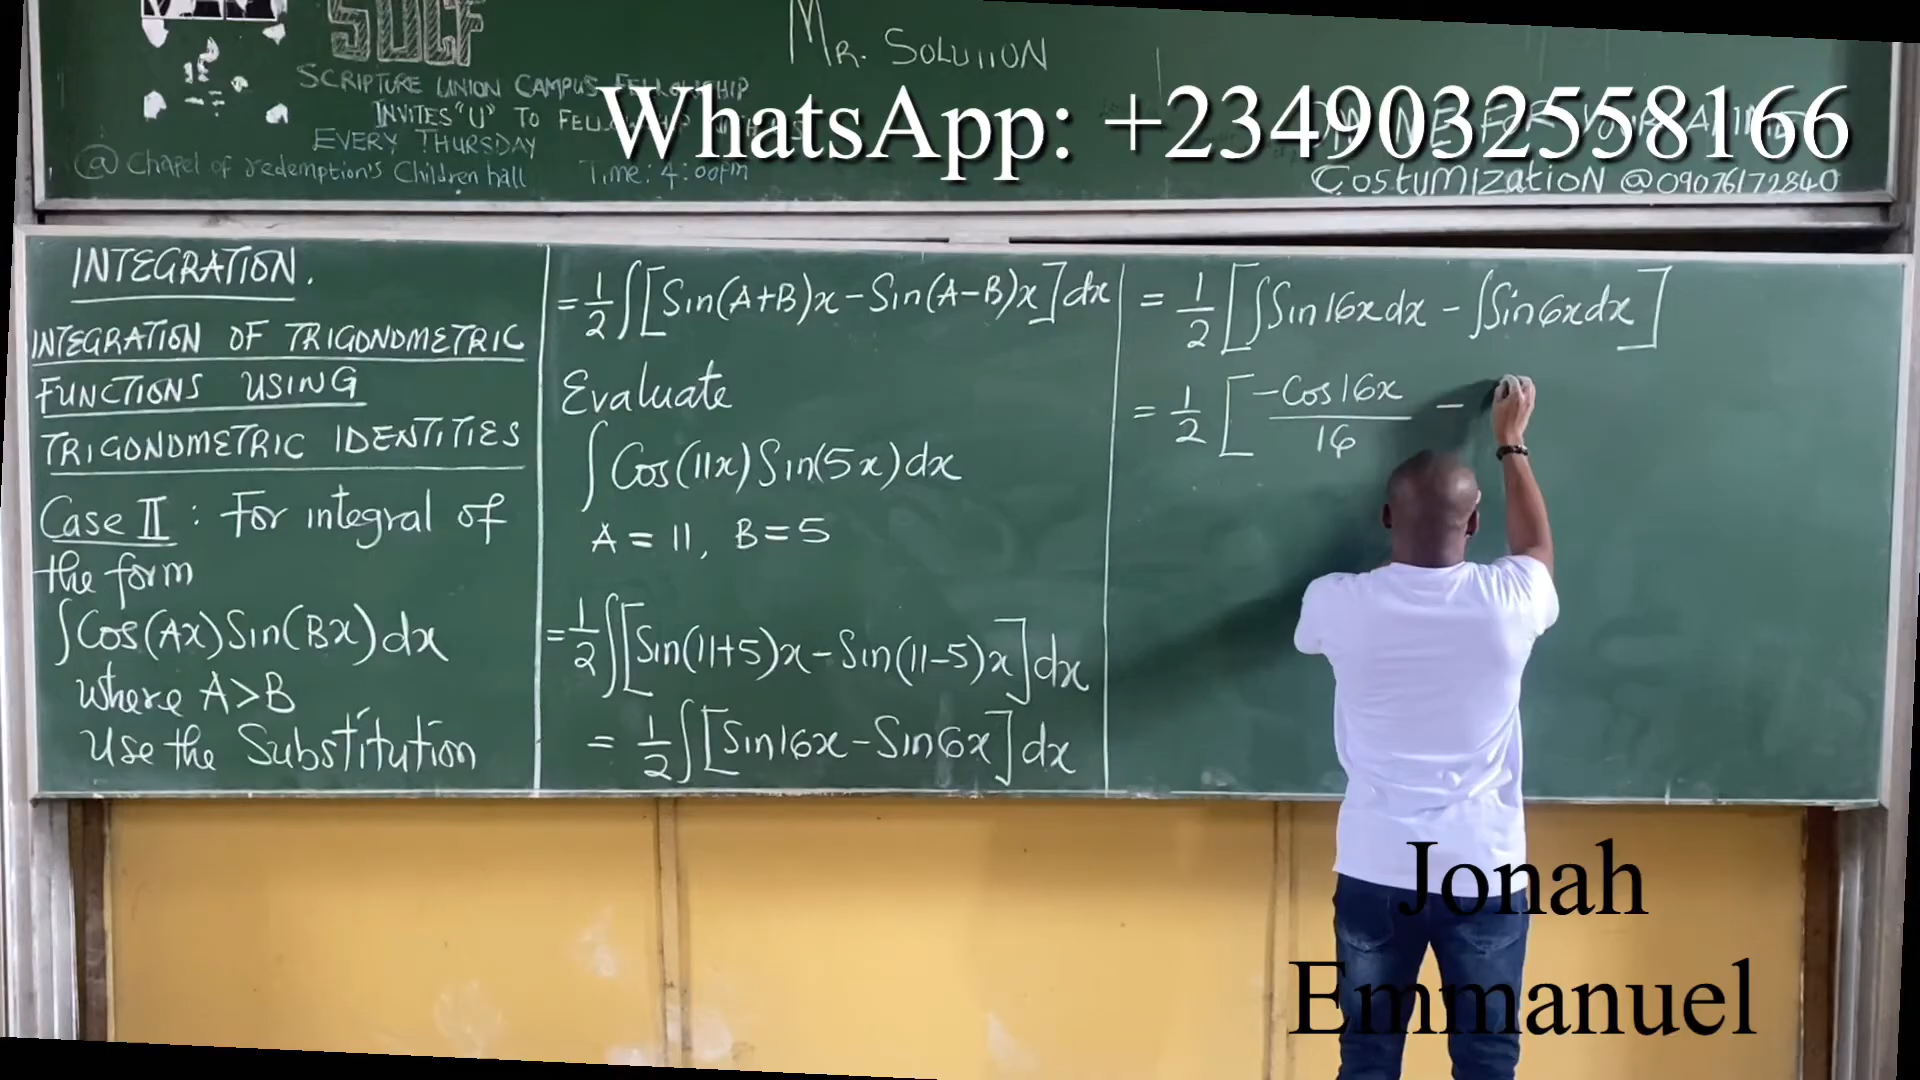 SUCF
MR. SOLUTION
SCRIPTURE UNION CAMPUS FELLOWSHIP
INVITES "U" TO
EVERY THURSDAY
@ Chapel of redemption's Children hall Time: 4:00pm
WhatsApp: +2349032558166
Costumization @09076172840
INTEGRATION.
INTEGRATION OF TRIGONOMETRIC
FUNCTIONS USING
TRIGONOMETRIC IDENTITIES
Case II : For integral of
the form
∫Cos(Ax)Sin(Bx)dx
where A>B
Use the Substitution
=1/2∫[Sin(A+B)x-Sin(A-B)x]dx
Evaluate
∫Cos(11x)Sin(5x)dx
A=11, B=5
=1/2∫[Sin(11+5)x-Sin(11-5)x]dx
=1/2∫[Sin16x-Sin6x]dx
=1/2[∫Sin16xdx-∫Sin6xdx]
=1/2[-Cos16x/16 -
Jonah
Emmanuel